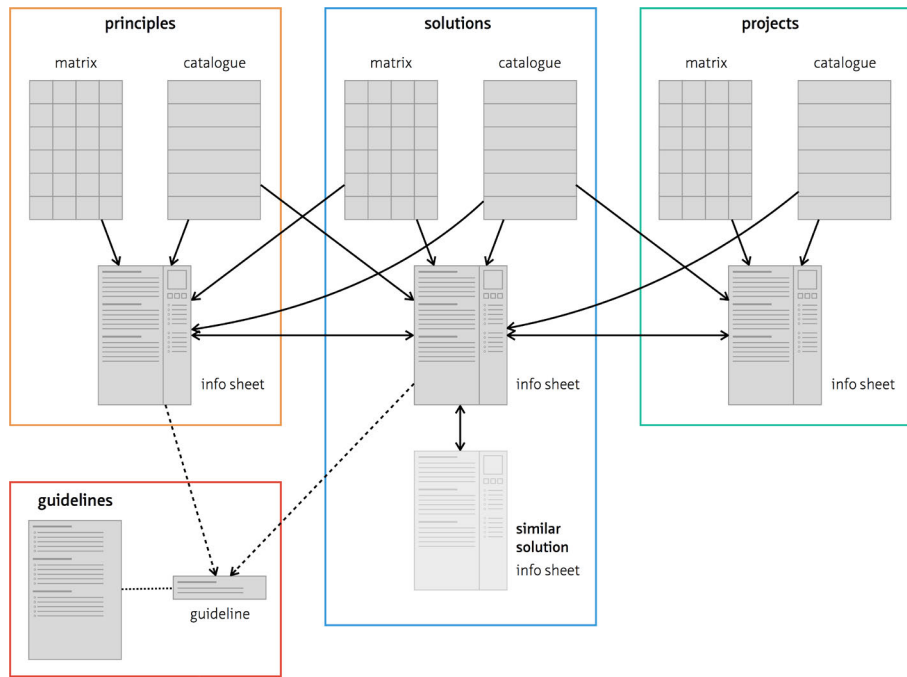 principles
matrix
catalogue
info sheet
solutions
matrix
catalogue
info sheet
similar
solution
info sheet
projects
matrix
catalogue
info sheet
guidelines
guideline